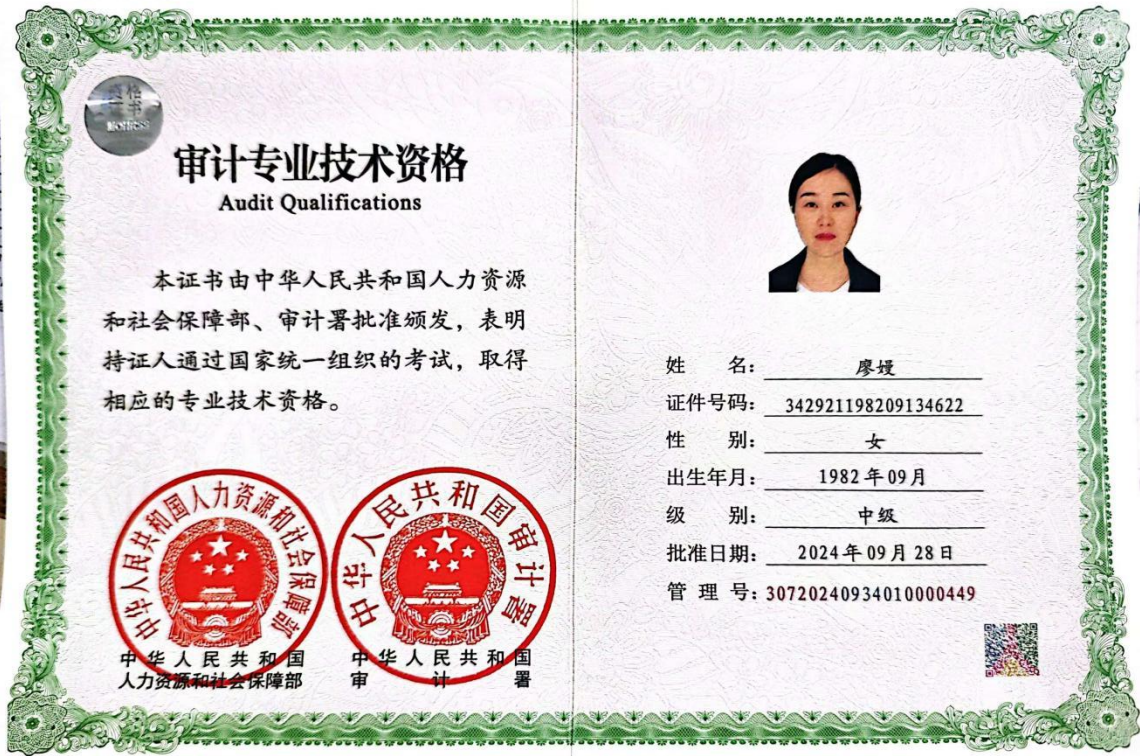 资格
证书
审计专业技术资格
Audit Qualifications
本证书由中华人民共和国人力资源
和社会保障部、审计署批准颁发，表明
持证人通过国家统一组织的考试，取得
相应的专业技术资格。
中华人民共和国人力资源和社会保障部
中华人民共和国审计署
中华人民共和国
人力资源和社会保障部
中华人民共和国
审计署
姓名：廖嫚
证件号码：342921198209134622
性别：女
出生年月：1982年09月
级别：中级
批准日期：2024年09月28日
管理号：30720240934010000449